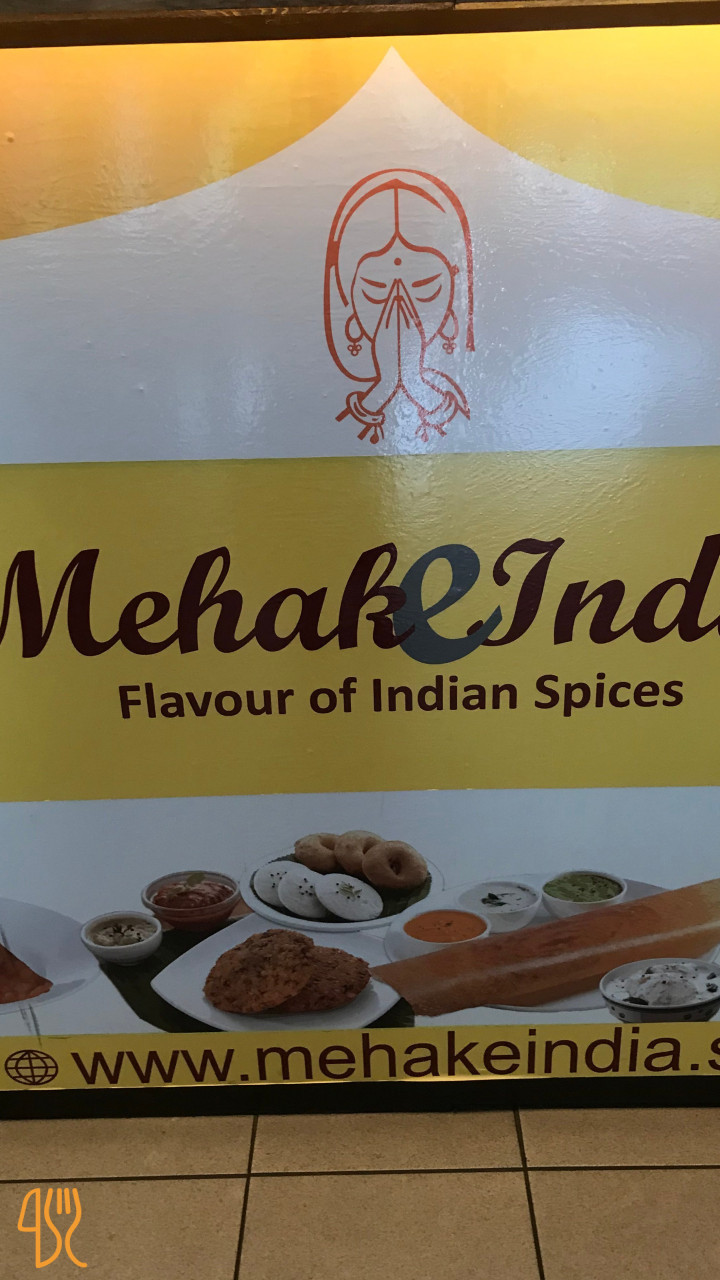 MehakeInd
Flavour of Indian Spices
www.mehakeindia.s